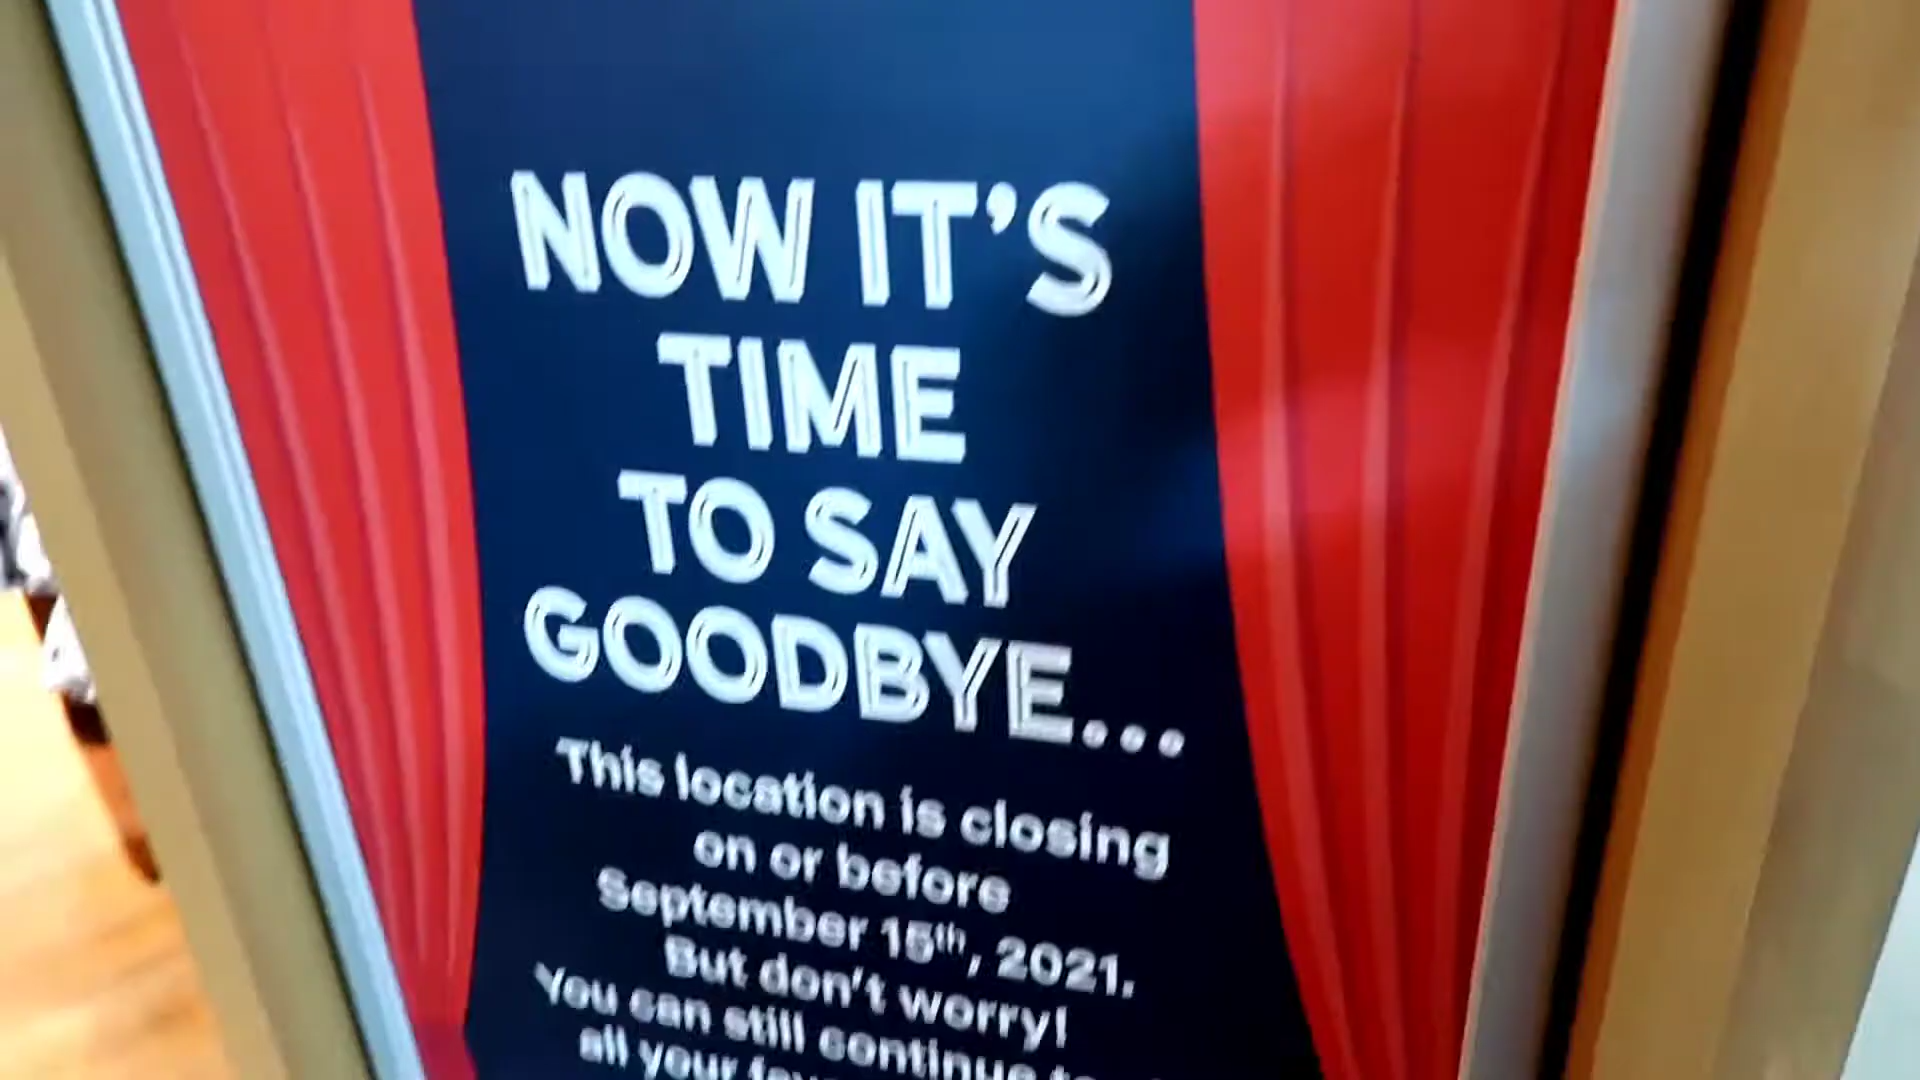 NOW IT'S
TIME
TO SAY
GOODBYE...
This location is closing
on or before
September 15th, 2021.
But don't worry!
You can still continue to
all your